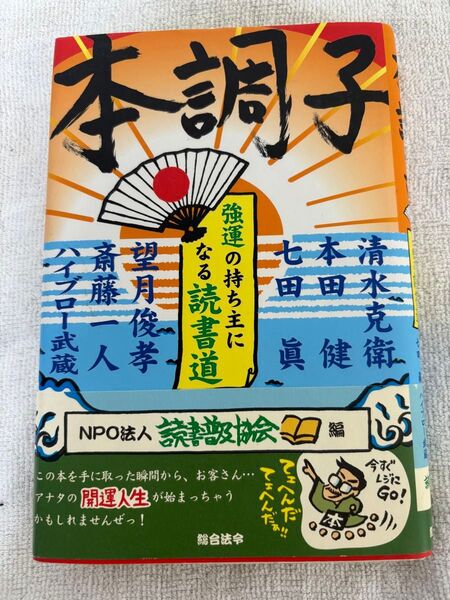 本調子
強運の持ち主に
なる読書道
清水克衛
本田 健
七田 眞
望月俊孝
斎藤一人
ハイブロー武蔵
NPO法人 読書普及協会 編
この本を手に取った瞬間から、お客さん…
アナタの開運人生が始まっちゃう
かもしれませんぜっ!
てぇへんだ
てぇへんだぁ!!
今すぐ
レジに
GO!
本
総合法令